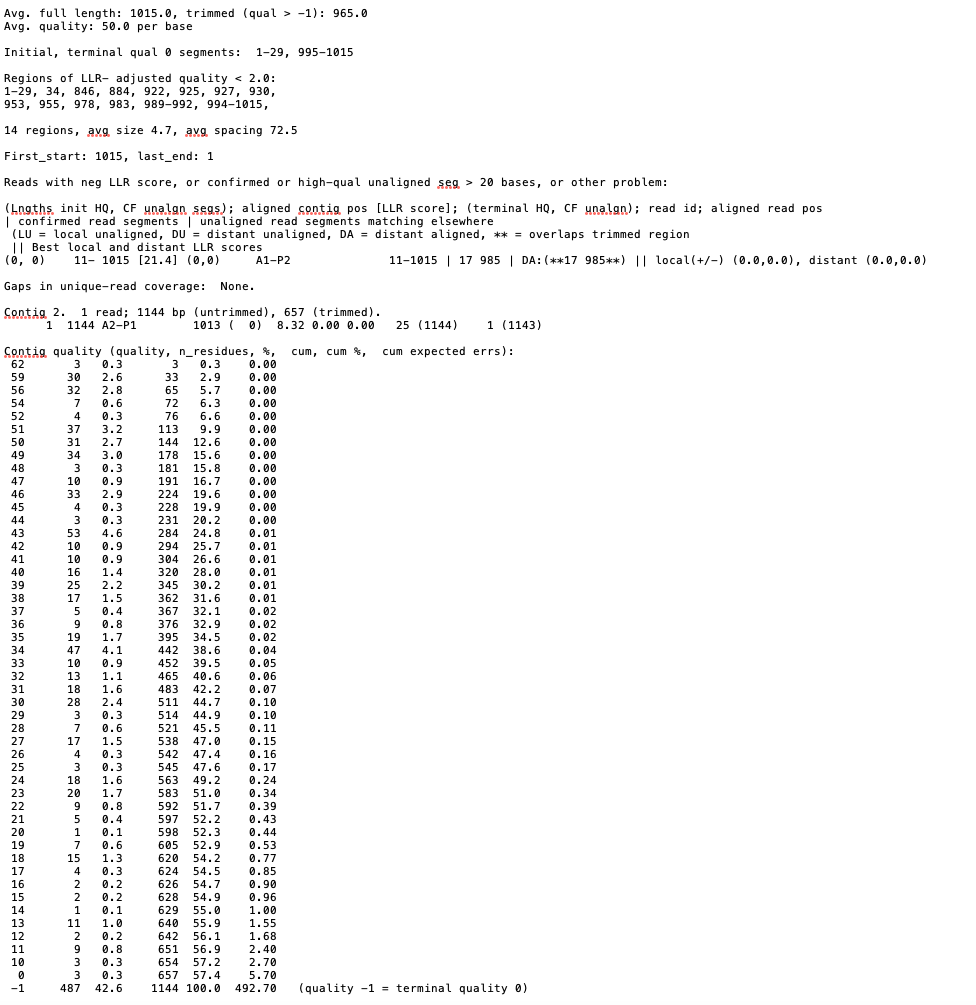 Avg. full length: 1015.0, trimmed (qual > -1): 965.0
Avg. quality: 50.0 per base
Initial, terminal qual 0 segments:  1-29, 995-1015
Regions of LLR- adjusted quality < 2.0:
1-29, 34, 846, 884, 922, 925, 927, 930,
953, 955, 978, 983, 989-992, 994-1015,
14 regions, avg size 4.7, avg spacing 72.5
First_start: 1015, last_end: 1
Reads with neg LLR score, or confirmed or high-qual unaligned seg > 20 bases, or other problem:
(Lngths init HQ, CF unalgn segs); aligned contig pos [LLR score]; (terminal HQ, CF unalgn); read id; aligned read pos
| confirmed read segments | unaligned read segments matching elsewhere
(LU = local unaligned, DU = distant unaligned, DA = distant aligned, ** = overlaps trimmed region
|| Best local and distant LLR scores
(0, 0)    11- 1015 [21.4] (0,0)     A1-P2              11-1015 | 17 985 | DA:(**17 985**) || local(+/-) (0.0,0.0), distant (0.0,0.0)
Gaps in unique-read coverage:  None.
Contig 2.  1 read; 1144 bp (untrimmed), 657 (trimmed).
1  1144 A2-P1        1013 (  0)  8.32 0.00 0.00   25 (1144)    1 (1143)
Contig quality (quality, n_residues, %,  cum, cum %,  cum expected errs):
62       3   0.3       3   0.3    0.00
59      30   2.6      33   2.9    0.00
56      32   2.8      65   5.7    0.00
54       7   0.6      72   6.3    0.00
52       4   0.3      76   6.6    0.00
51      37   3.2     113   9.9    0.00
50      31   2.7     144  12.6    0.00
49      34   3.0     178  15.6    0.00
48       3   0.3     181  15.8    0.00
47      10   0.9     191  16.7    0.00
46      33   2.9     224  19.6    0.00
45       4   0.3     228  19.9    0.00
44       3   0.3     231  20.2    0.00
43      53   4.6     284  24.8    0.01
42      10   0.9     294  25.7    0.01
41      10   0.9     304  26.6    0.01
40      16   1.4     320  28.0    0.01
39      25   2.2     345  30.2    0.01
38      17   1.5     362  31.6    0.01
37       5   0.4     367  32.1    0.02
36       9   0.8     376  32.9    0.02
35      19   1.7     395  34.5    0.02
34      47   4.1     442  38.6    0.04
33      10   0.9     452  39.5    0.05
32      13   1.1     465  40.6    0.06
31      18   1.6     483  42.2    0.07
30      28   2.4     511  44.7    0.10
29       3   0.3     514  44.9    0.10
28       7   0.6     521  45.5    0.11
27      17   1.5     538  47.0    0.15
26       4   0.3     542  47.4    0.16
25       3   0.3     545  47.6    0.17
24      18   1.6     563  49.2    0.24
23      20   1.7     583  51.0    0.34
22       9   0.8     592  51.7    0.39
21       5   0.4     597  52.2    0.43
20       1   0.1     598  52.3    0.44
19       7   0.6     605  52.9    0.53
18      15   1.3     620  54.2    0.77
17       4   0.3     624  54.5    0.85
16       2   0.2     626  54.7    0.90
15       2   0.2     628  54.9    0.96
14       1   0.1     629  55.0    1.00
13      11   1.0     640  55.9    1.55
12       2   0.2     642  56.1    1.68
11       9   0.8     651  56.9    2.40
10       3   0.3     654  57.2    2.70
0       3   0.3     657  57.4    5.70
-1     487  42.6    1144 100.0  492.70   (quality -1 = terminal quality 0)